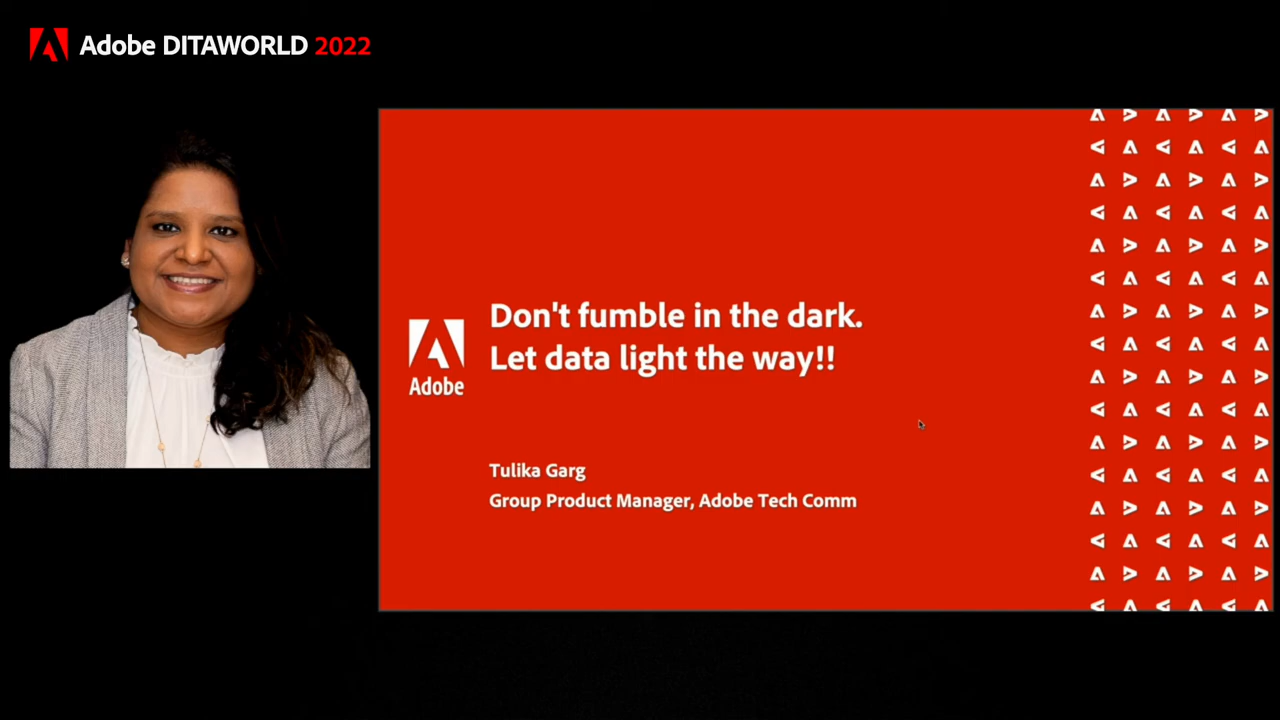 Adobe DITAWORLD 2022
Don't fumble in the dark.
Let data light the way!!
Adobe
Tulika Garg
Group Product Manager, Adobe Tech Comm